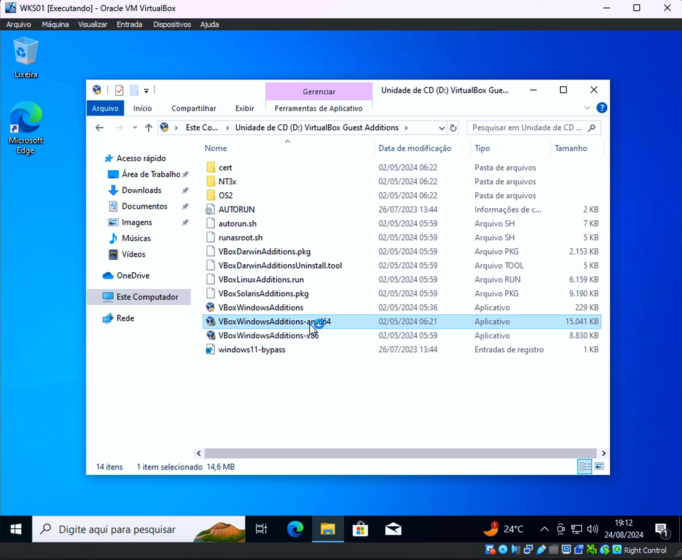 WKS01 [Executando] - Oracle VM VirtualBox
Arquivo Máquina Visualizar Entrada Dispositivos Ajuda
Lixeira
Microsoft
Edge
Gerenciar
Unidade de CD (D:) VirtualBox Gue...
Arquivo Início Compartilhar Exibir Ferramentas de Aplicativo
Este Co... Unidade de CD (D:) VirtualBox Guest Additions
Pesquisar em Unidade de CD ...
Nome Data de modificação Tipo Tamanho
Acesso rápido
Área de Trabalho
Downloads
Documentos
Imagens
Músicas
Vídeos
OneDrive
Este Computador
Rede
cert 02/05/2024 06:22 Pasta de arquivos
NT3x 02/05/2024 06:22 Pasta de arquivos
OS2 02/05/2024 06:22 Pasta de arquivos
AUTORUN 26/07/2023 13:44 Informações de c... 2 KB
autorun.sh 02/05/2024 05:59 Arquivo SH 7 KB
runasroot.sh 02/05/2024 05:59 Arquivo SH 5 KB
VBoxDarwinAdditions.pkg 02/05/2024 05:59 Arquivo PKG 2.153 KB
VBoxDarwinAdditionsUninstall.tool 02/05/2024 05:59 Arquivo TOOL 5 KB
VBoxLinuxAdditions.run 02/05/2024 05:59 Arquivo RUN 6.159 KB
VBoxSolarisAdditions.pkg 02/05/2024 05:59 Arquivo PKG 9.190 KB
VBoxWindowsAdditions 02/05/2024 05:36 Aplicativo 229 KB
VBoxWindowsAdditions-amd64 02/05/2024 06:21 Aplicativo 15.041 KB
VBoxWindowsAdditions-x86 02/05/2024 05:59 Aplicativo 8.830 KB
windows11-bypass 26/07/2023 13:44 Entradas de registro 1 KB
14 itens 1 item selecionado 14,6 MB
Digite aqui para pesquisar
24°C
19:12
24/08/2024
1
Right Control